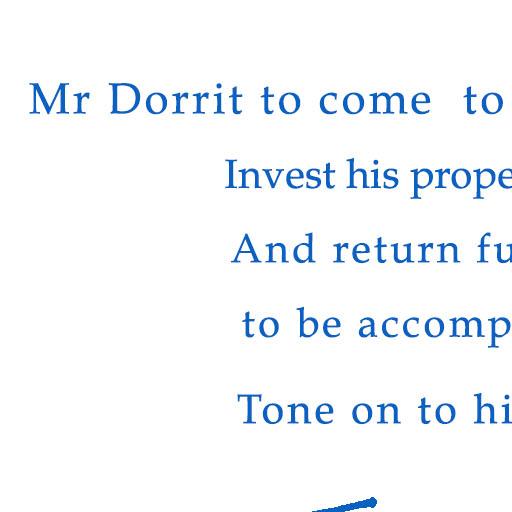 Mr Dorrit to come to
Invest his prope
And return fu
to be accomp
Tone on to hi